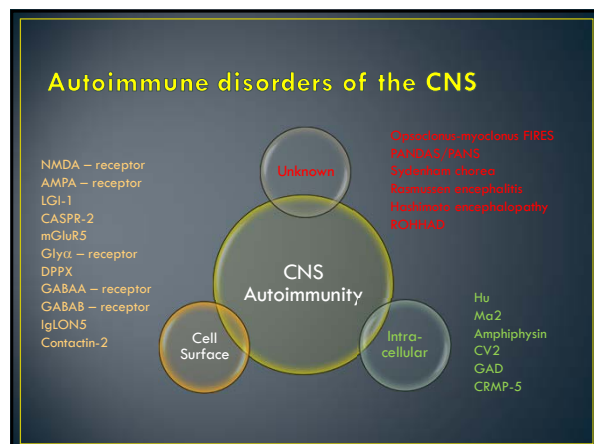 Autoimmune disorders of the CNS
NMDA – receptor
AMPA – receptor
LGI-1
CASPR-2
mGluR5
Glyα – receptor
DPPX
GABAA – receptor
GABAB – receptor
IgLON5
Contactin-2
Unknown
Opsoclonus-myoclonus FIRES
PANDAS/PANS
Sydenham chorea
Rasmussen encephalitis
Hashimoto encephalopathy
ROHHAD
CNS
Autoimmunity
Cell
Surface
Intra-
cellular
Hu
Ma2
Amphiphysin
CV2
GAD
CRMP-5